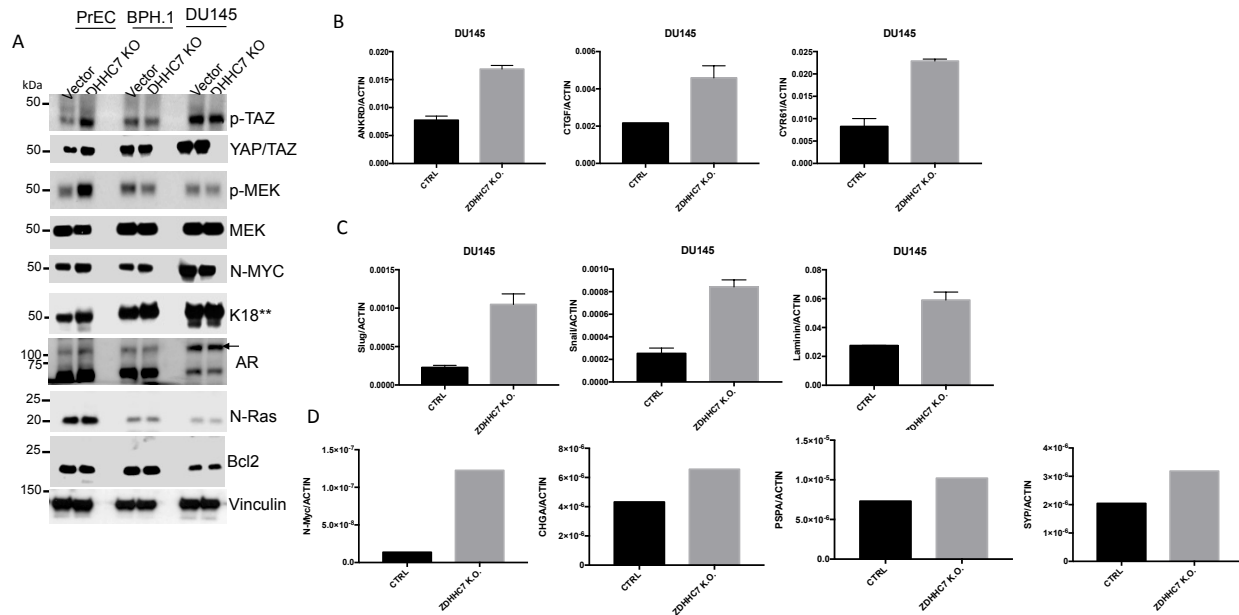 A
PrEC BPH.1 DU145
Vector DHHC7 KO Vector DHHC7 KO Vector DHHC7 KO
kDa
50 p-TAZ
50 YAP/TAZ
50 p-MEK
50 MEK
50 N-MYC
50 K18**
100
75 AR
25
20 N-Ras
25 Bcl2
150 Vinculin
B
DU145
ANKRD/ACTIN
0.020
0.015
0.010
0.005
0.000
CTRL ZDHHC7 K.O.
DU145
CTGF/ACTIN
0.006
0.004
0.002
0.000
CTRL ZDHHC7 K.O.
DU145
CYR61/ACTIN
0.025
0.020
0.015
0.010
0.005
0.000
CTRL ZDHHC7 K.O.
C
DU145
Slug/ACTIN
0.0015
0.0010
0.0005
0.0000
CTRL ZDHHC7 K.O.
DU145
Snail/ACTIN
0.0010
0.0008
0.0006
0.0004
0.0002
0.0000
CTRL ZDHHC7 K.O.
DU145
Laminin/ACTIN
0.08
0.06
0.04
0.02
0.00
CTRL ZDHHC7 K.O.
D
N-Myc/ACTIN
1.5×10⁻⁷
1.0×10⁻⁷
5.0×10⁻⁸
0.0
CTRL ZDHHC7 K.O.
CHGA/ACTIN
8×10⁻⁶
6×10⁻⁶
4×10⁻⁶
2×10⁻⁶
0
CTRL ZDHHC7 K.O.
PSPA/ACTIN
1.5×10⁻⁵
1.0×10⁻⁵
5.0×10⁻⁶
0.0
CTRL ZDHHC7 K.O.
SYP/ACTIN
4×10⁻⁶
3×10⁻⁶
2×10⁻⁶
1×10⁻⁶
0
CTRL ZDHHC7 K.O.